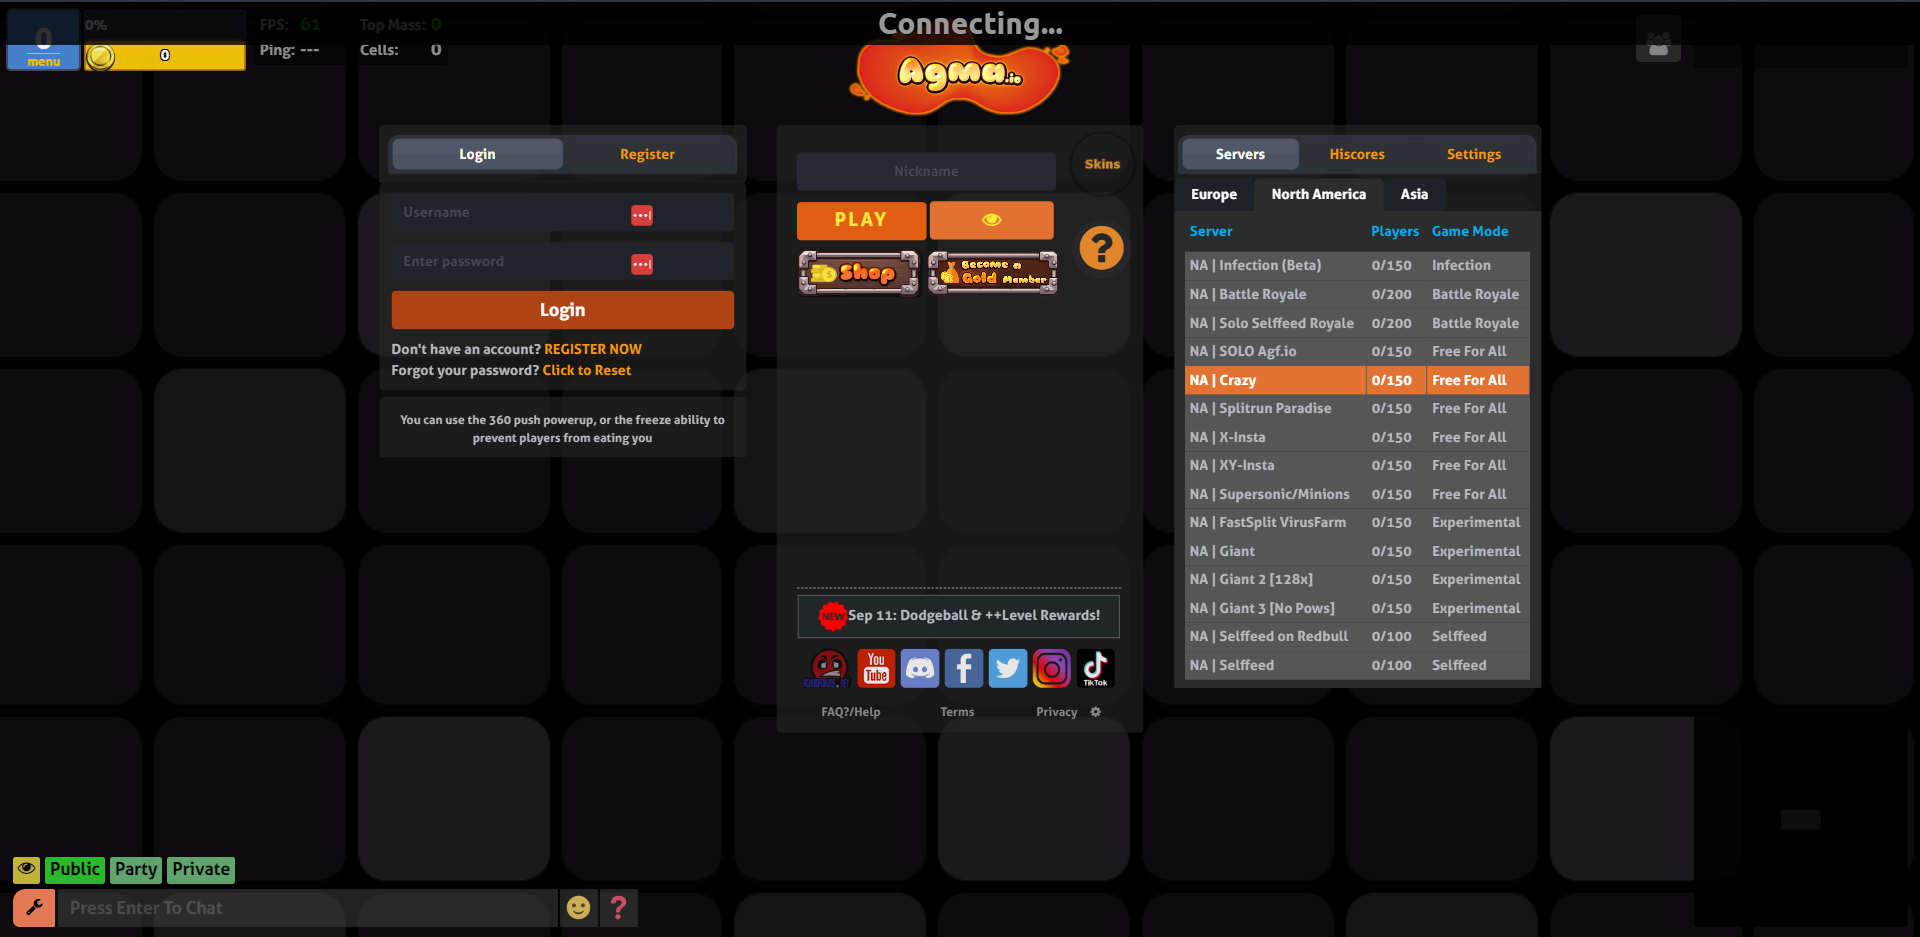 Connecting...
0
menu
0%
0
FPS: 61
Ping: ---
Top Mass: 0
Cells: 0
Agma.io
Login
Register
Username
Enter password
Login
Don't have an account? REGISTER NOW
Forgot your password? Click to Reset
You can use the 360 push powerup, or the freeze ability to
prevent players from eating you
Nickname
Skins
PLAY
?
Shop
Become a
Gold Member
NEW Sep 11: Dodgeball & ++Level Rewards!
You
Tube
TikTok
FAQ?/Help
Terms
Privacy
Servers
Hiscores
Settings
Europe
North America
Asia
Server Players Game Mode
NA | Infection (Beta) 0/150 Infection
NA | Battle Royale 0/200 Battle Royale
NA | Solo Selffeed Royale 0/200 Battle Royale
NA | SOLO Agf.io 0/150 Free For All
NA | Crazy 0/150 Free For All
NA | Splitrun Paradise 0/150 Free For All
NA | X-Insta 0/150 Free For All
NA | XY-Insta 0/150 Free For All
NA | Supersonic/Minions 0/150 Free For All
NA | FastSplit VirusFarm 0/150 Experimental
NA | Giant 0/150 Experimental
NA | Giant 2 [128x] 0/150 Experimental
NA | Giant 3 [No Pows] 0/150 Experimental
NA | Selffeed on Redbull 0/100 Selffeed
NA | Selffeed 0/100 Selffeed
Public
Party
Private
Press Enter To Chat
?